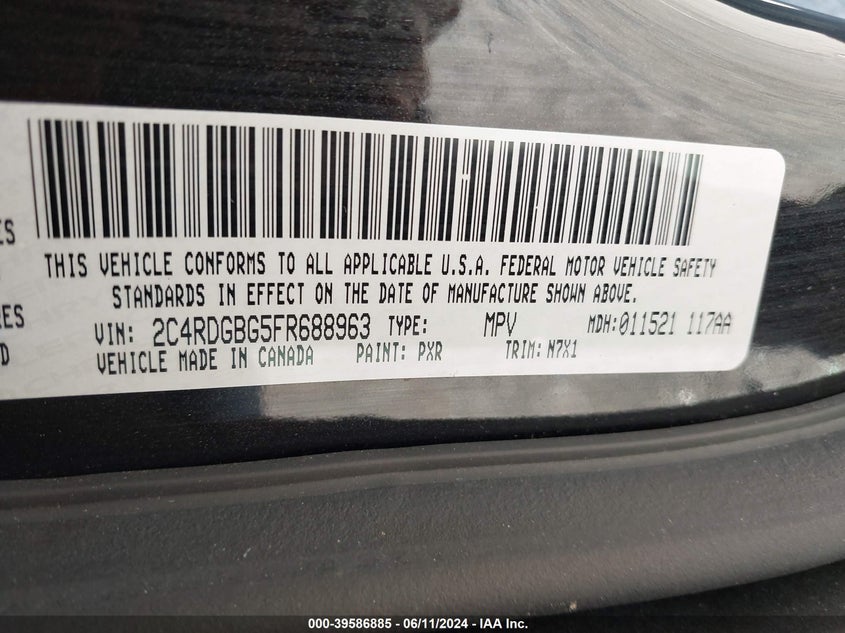 THIS VEHICLE CONFORMS TO ALL APPLICABLE U.S.A. FEDERAL MOTOR VEHICLE SAFETY
STANDARDS IN EFFECT ON THE DATE OF MANUFACTURE SHOWN ABOVE.
VIN: 2C4RDGBG5FR688963 TYPE: MPV MDH:011521 117AA
VEHICLE MADE IN CANADA PAINT: PXR TRIM: N7X1
000-39586885 - 06/11/2024 - IAA Inc.